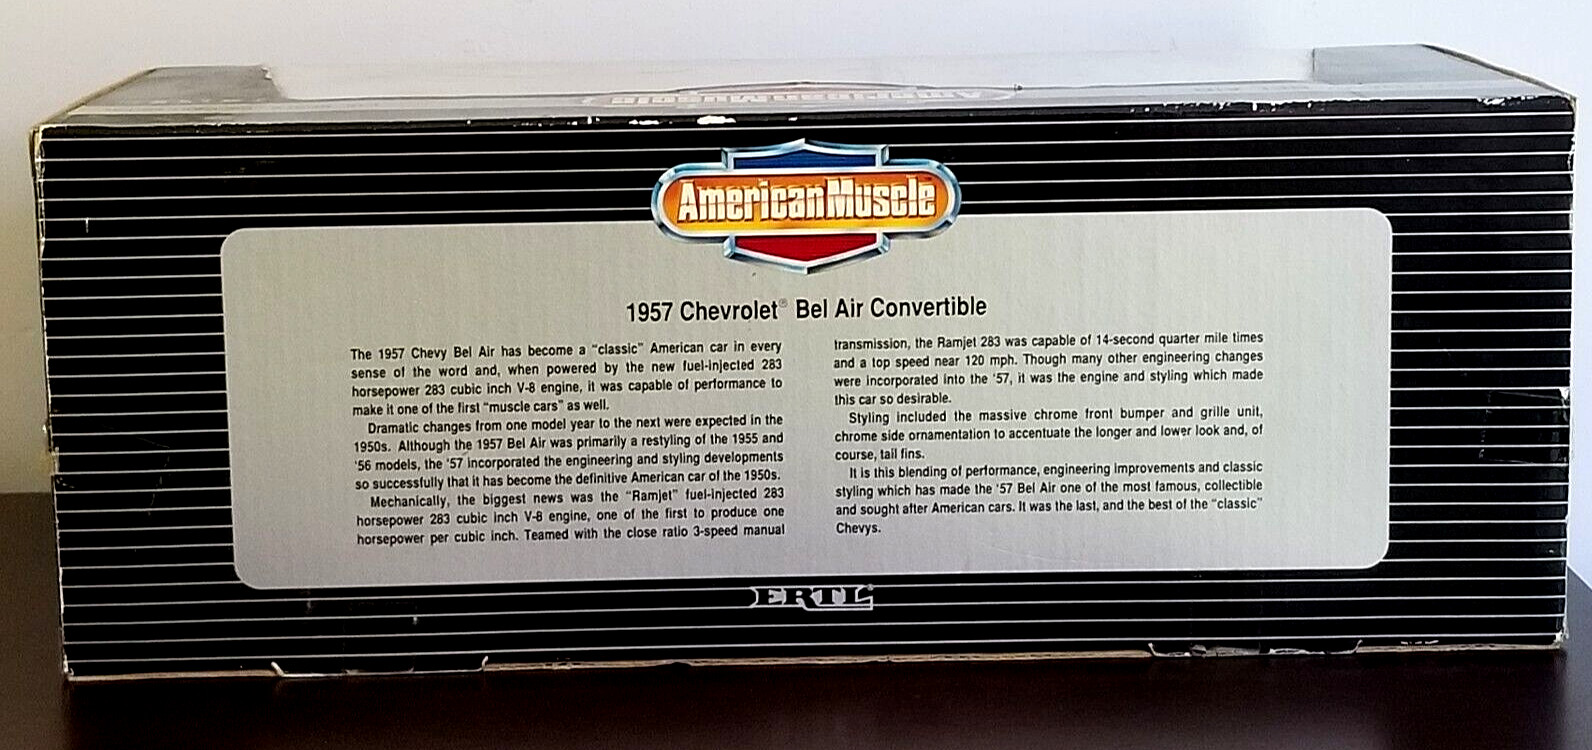 AmericanMuscle
AmericanMuscle
1957 Chevrolet® Bel Air Convertible
The 1957 Chevy Bel Air has become a "classic" American car in every
sense of the word and, when powered by the new fuel-injected 283
horsepower 283 cubic inch V-8 engine, it was capable of performance to
make it one of the first "muscle cars" as well.
Dramatic changes from one model year to the next were expected in the
1950s. Although the 1957 Bel Air was primarily a restyling of the 1955 and
'56 models, the '57 incorporated the engineering and styling developments
so successfully that it has become the definitive American car of the 1950s.
Mechanically, the biggest news was the "Ramjet" fuel-injected 283
horsepower 283 cubic inch V-8 engine, one of the first to produce one
horsepower per cubic inch. Teamed with the close ratio 3-speed manual
transmission, the Ramjet 283 was capable of 14-second quarter mile times
and a top speed near 120 mph. Though many other engineering changes
were incorporated into the '57, it was the engine and styling which made
this car so desirable.
Styling included the massive chrome front bumper and grille unit,
chrome side ornamentation to accentuate the longer and lower look and, of
course, tail fins.
It is this blending of performance, engineering improvements and classic
styling which has made the '57 Bel Air one of the most famous, collectible
and sought after American cars. It was the last, and the best of the "classic"
Chevys.
ERTL®